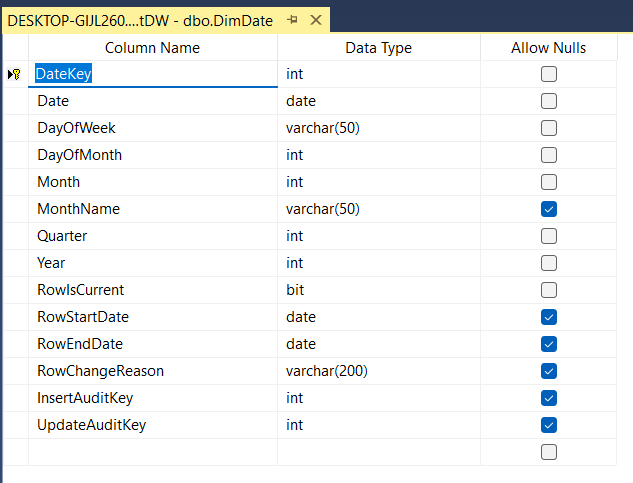 DESKTOP-GIJL260....tDW - dbo.DimDate
Column Name Data Type Allow Nulls
DateKey int
Date date
DayOfWeek varchar(50)
DayOfMonth int
Month int
MonthName varchar(50)
Quarter int
Year int
RowIsCurrent bit
RowStartDate date
RowEndDate date
RowChangeReason varchar(200)
InsertAuditKey int
UpdateAuditKey int